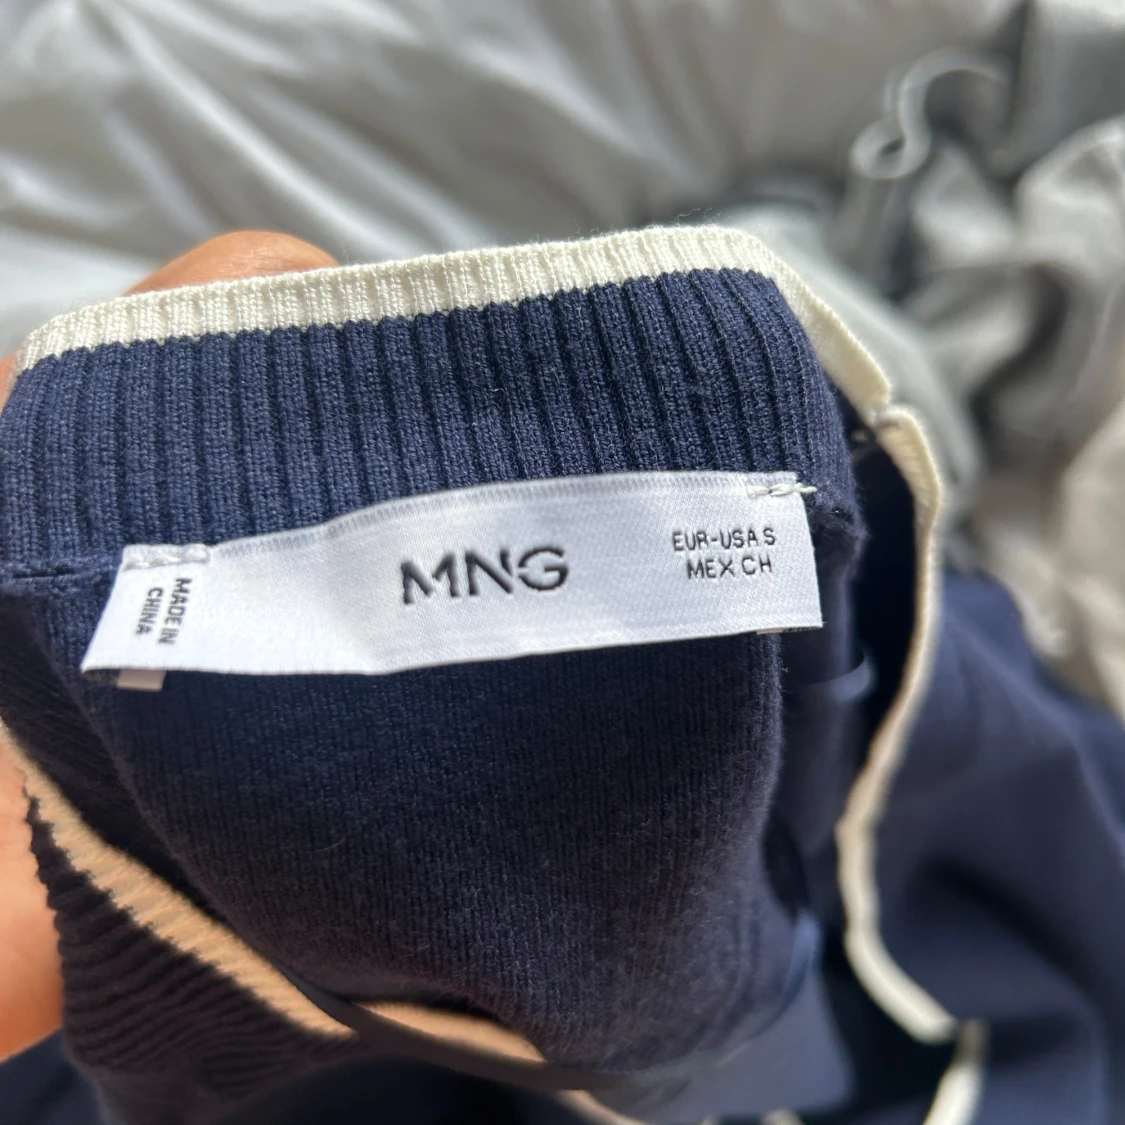 MNG
EUR-USA S
MEX CH
MADE IN
CHINA